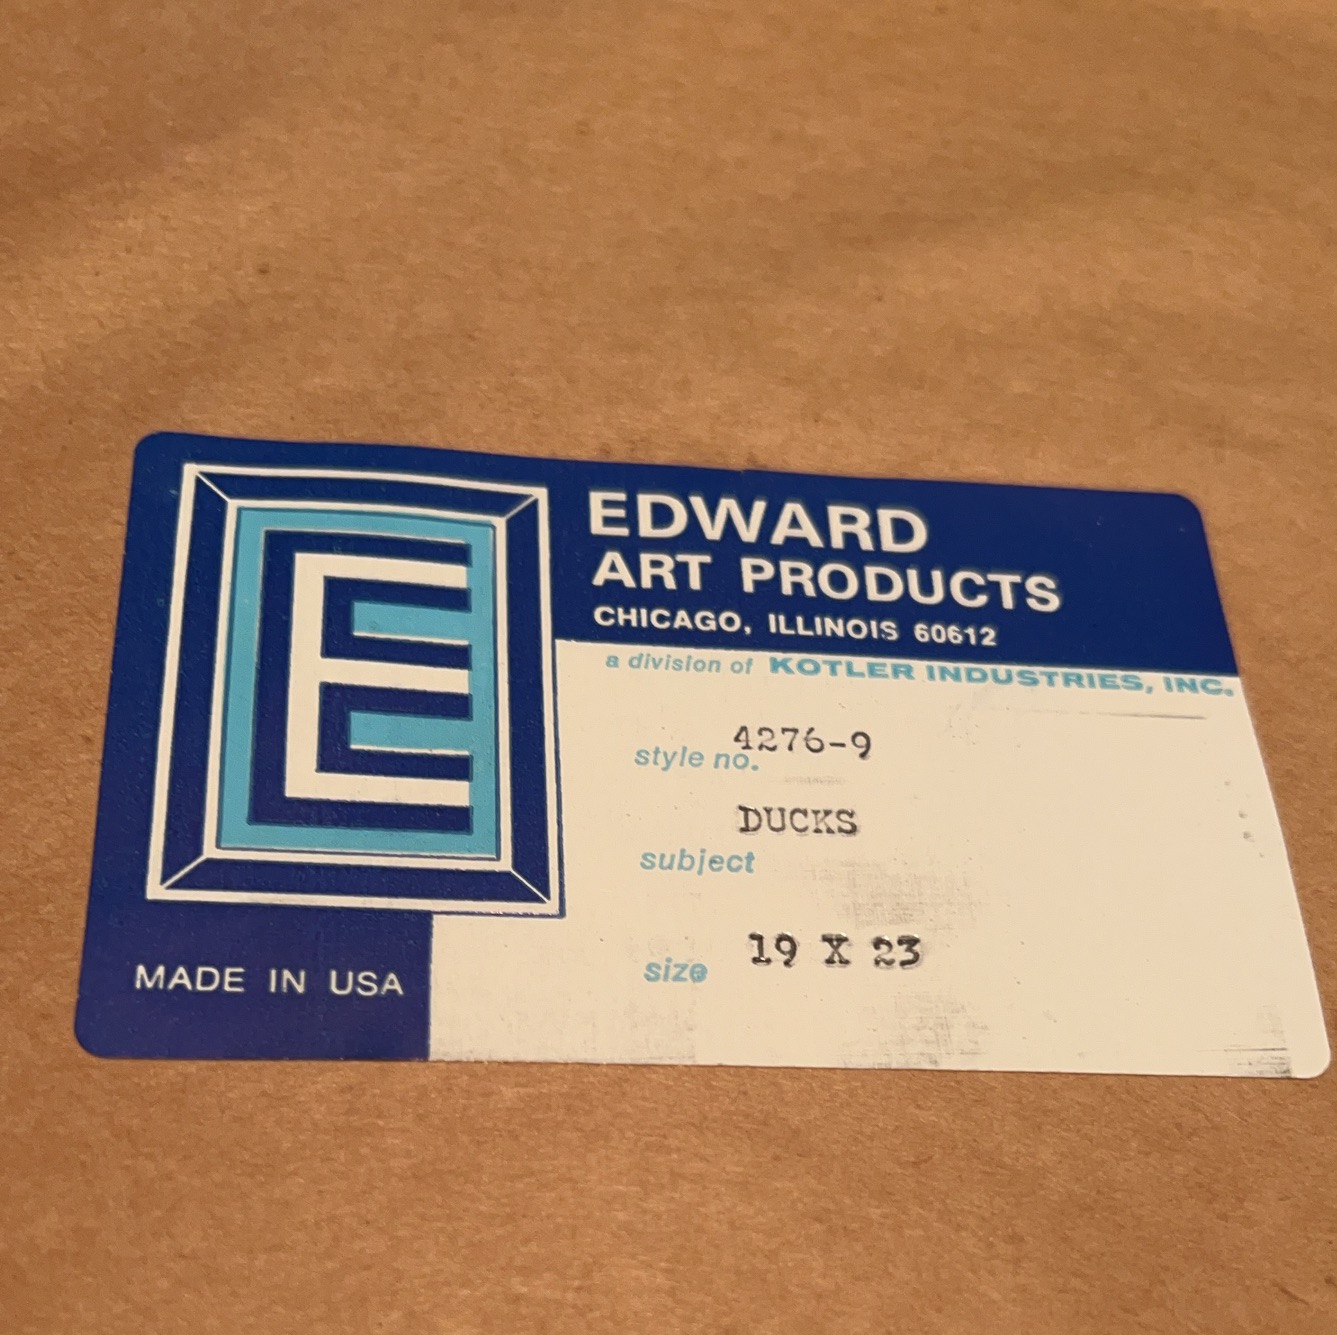 E
EDWARD
ART PRODUCTS
CHICAGO, ILLINOIS 60612
a division of KOTLER INDUSTRIES, INC.
style no. 4276-9
subject DUCKS
size 19 X 23
MADE IN USA